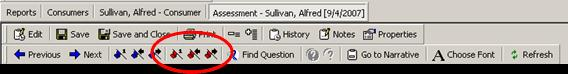 Reports Consumers Sullivan, Alfred - Consumer Assessment - Sullivan, Alfred [9/4/2007]
Edit Save Save and Close Print History Notes Properties
Previous Next Find Question Go to Narrative A Choose Font Refresh